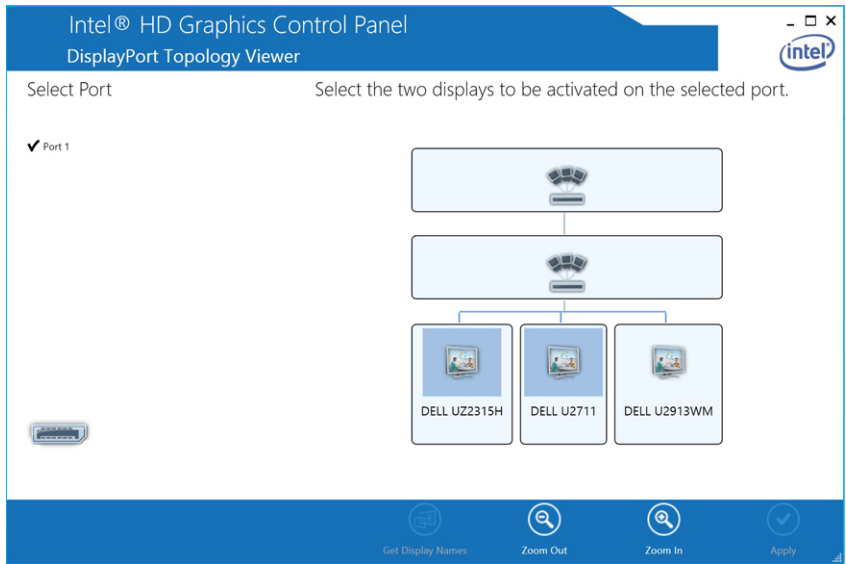 Intel® HD Graphics Control Panel
DisplayPort Topology Viewer
intel
Select Port
Select the two displays to be activated on the selected port.
Port 1
DELL UZ2315H
DELL U2711
DELL U2913WM
Get Display Names
Zoom Out
Zoom In
Apply